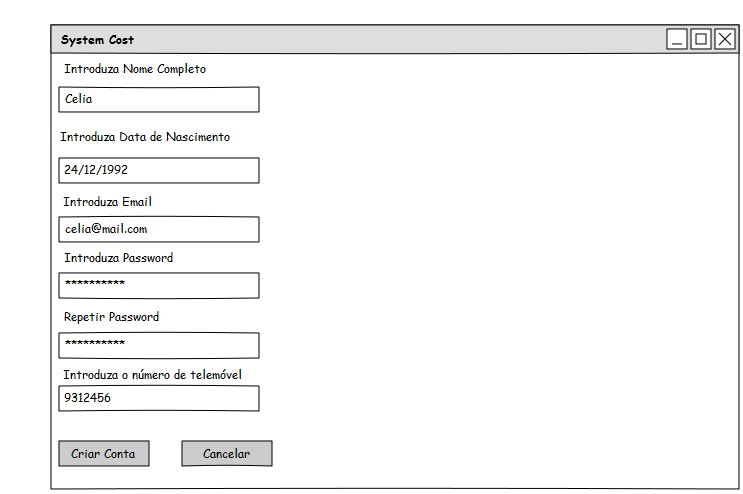 System Cost
Introduza Nome Completo
Celia
Introduza Data de Nascimento
24/12/1992
Introduza Email
celia@mail.com
Introduza Password
**********
Repetir Password
**********
Introduza o número de telemóvel
9312456
Criar Conta
Cancelar